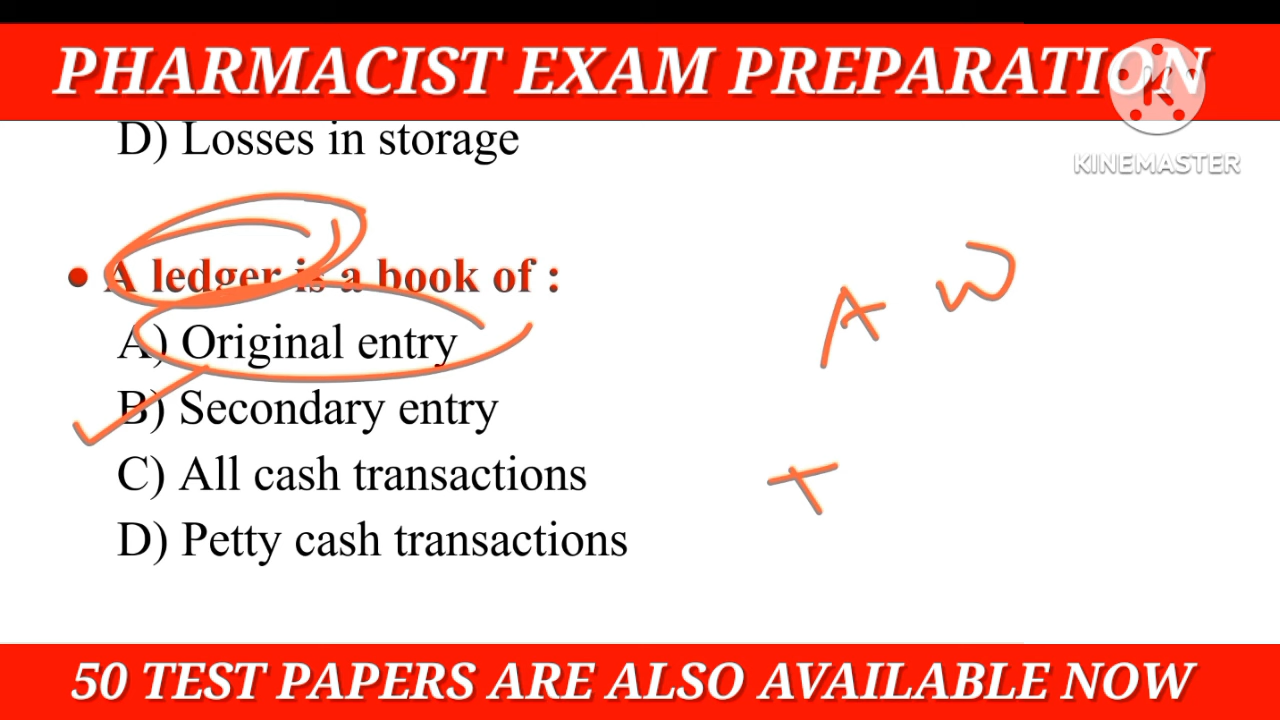 PHARMACIST EXAM PREPARATION
KINEMASTER
D) Losses in storage
• A ledger is a book of :
A) Original entry
B) Secondary entry
C) All cash transactions
D) Petty cash transactions
50 TEST PAPERS ARE ALSO AVAILABLE NOW